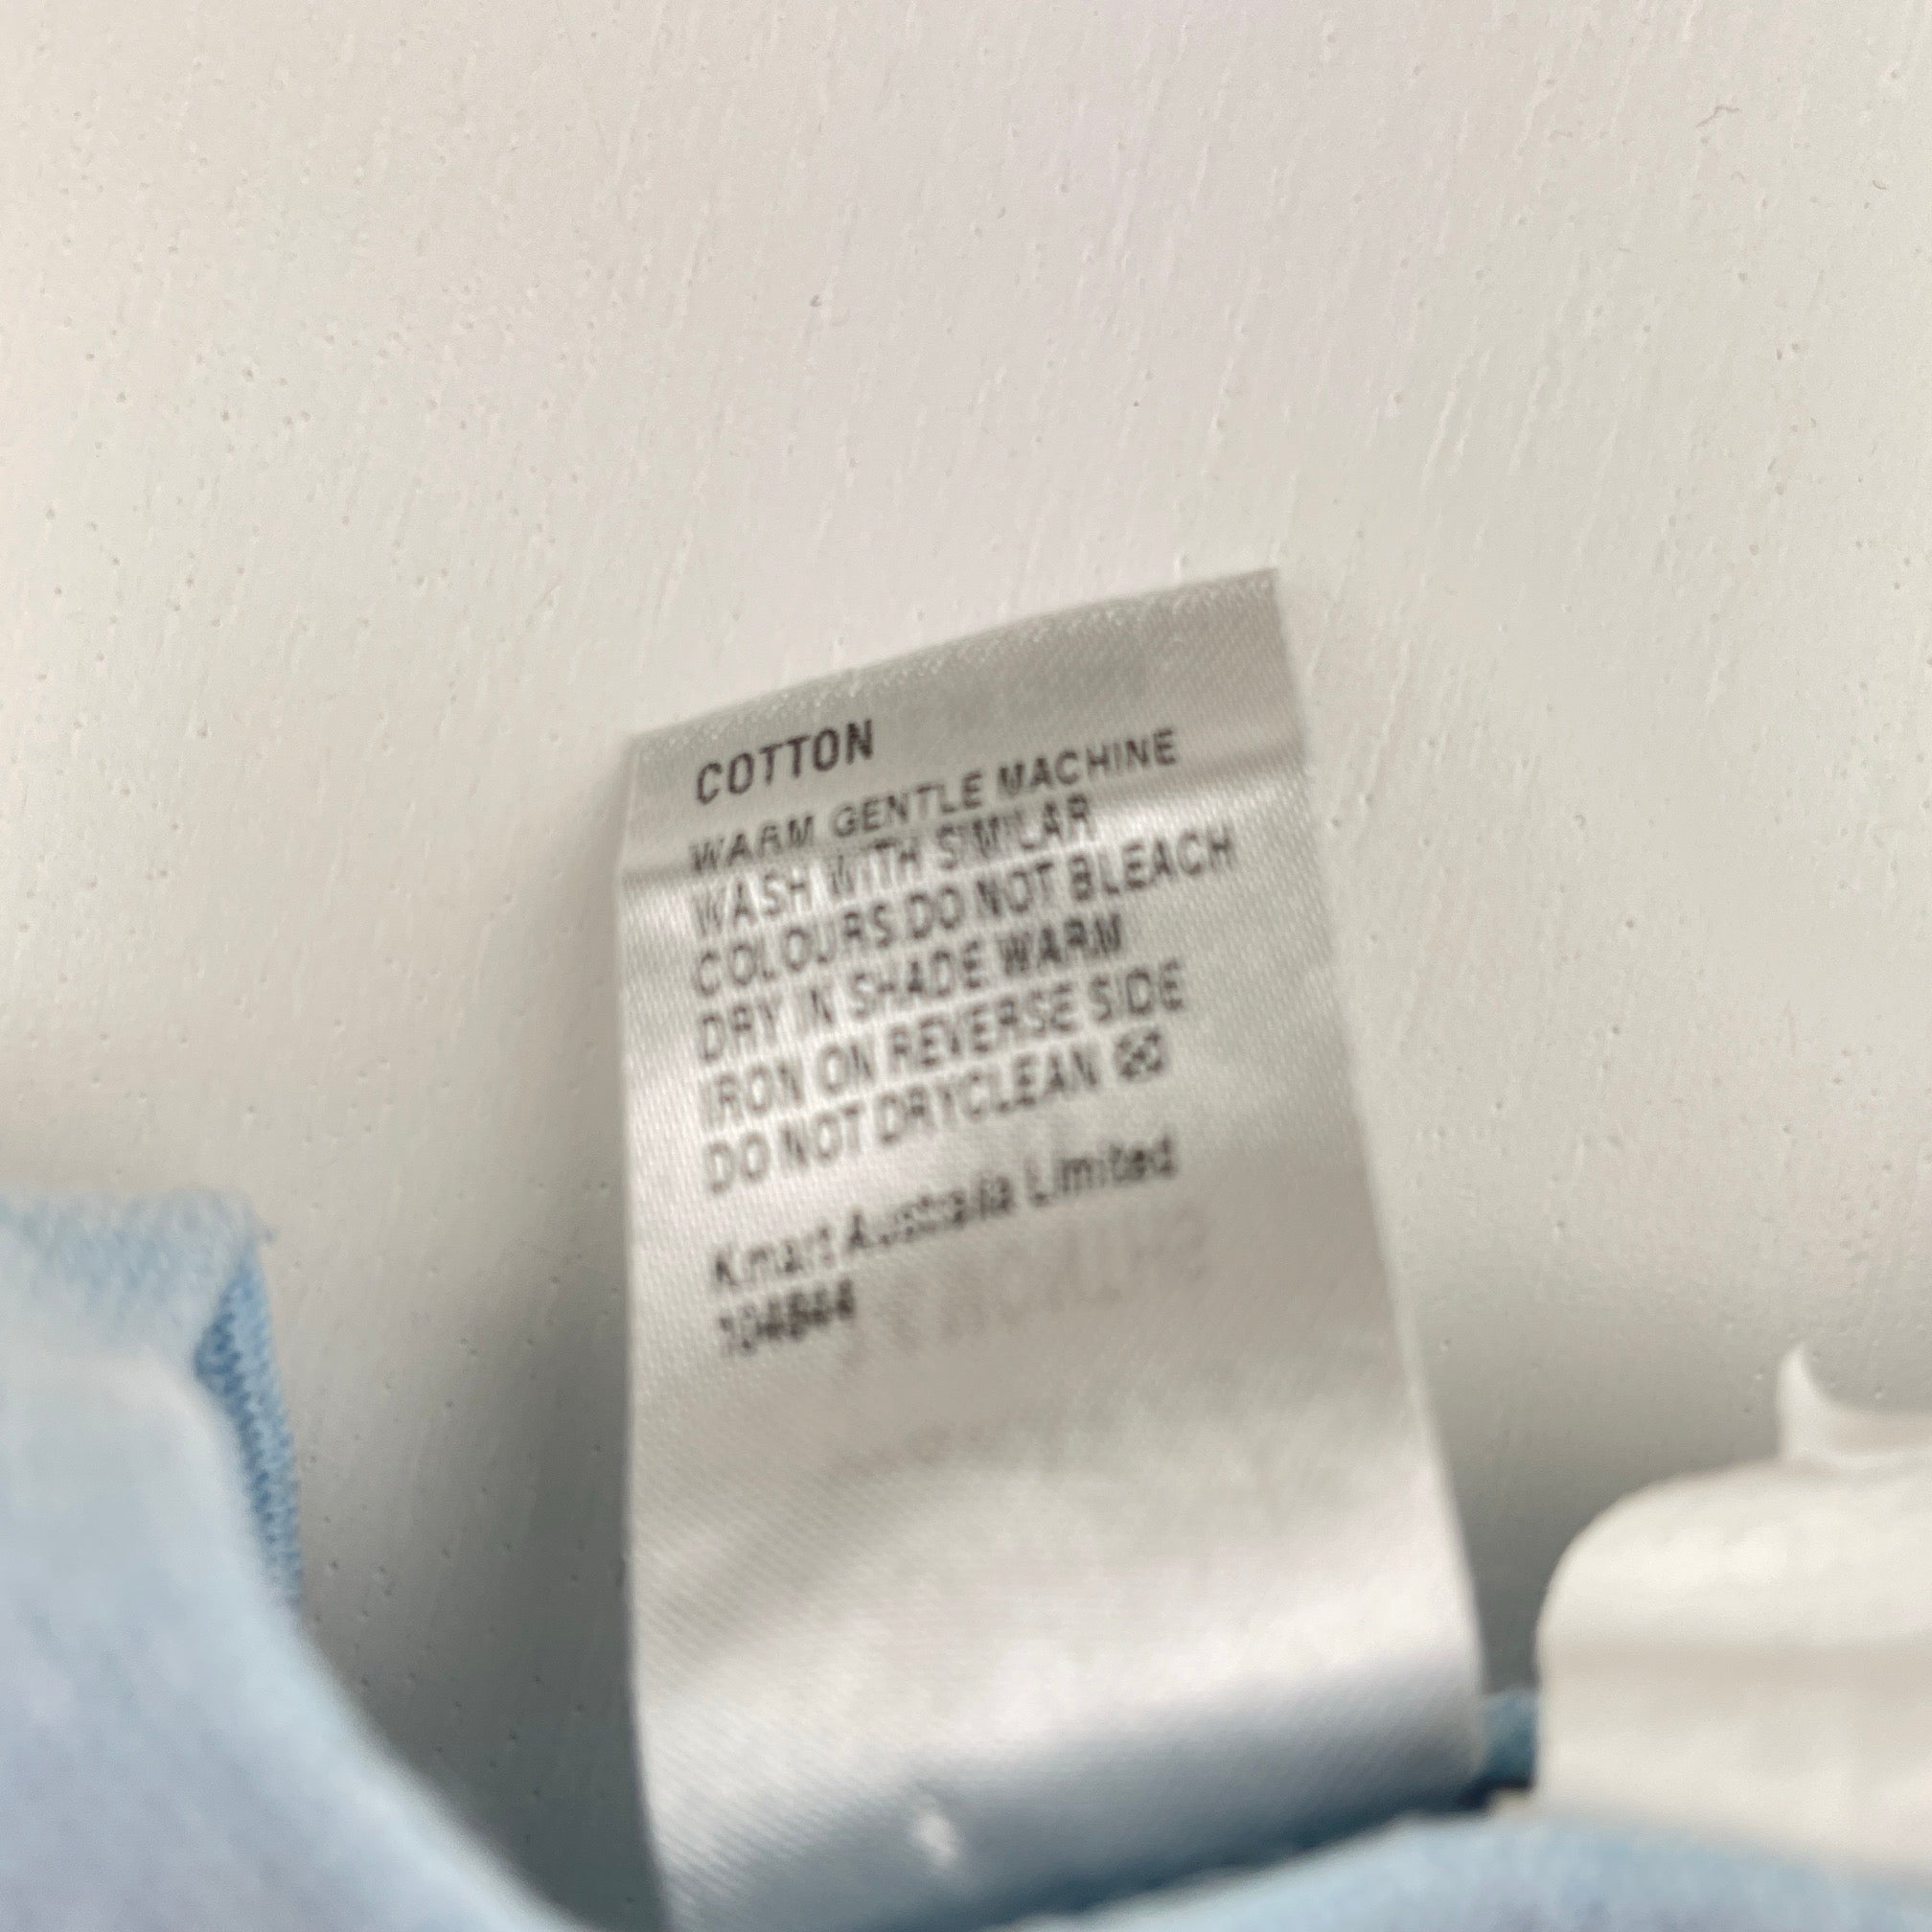 COTTON
WARM GENTLE MACHINE
WASH WITH SIMILAR
COLOURS.DO NOT BLEACH
DRY IN SHADE WARM
IRON ON REVERSE SIDE
DO NOT DRYCLEAN
Kmart Australia Limited
104844